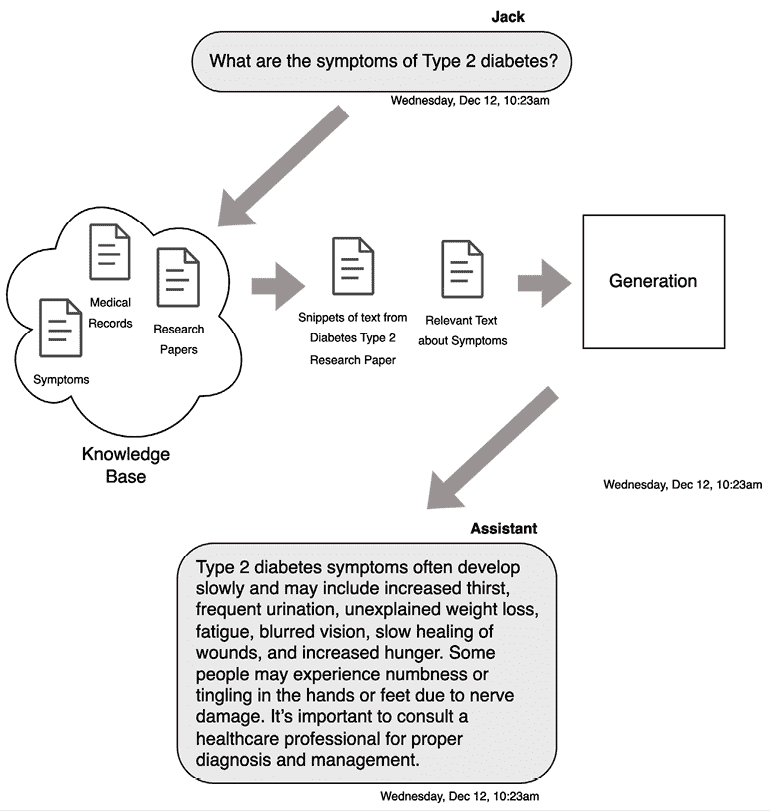 Jack
What are the symptoms of Type 2 diabetes?
Wednesday, Dec 12, 10:23am
Medical
Records
Research
Papers
Symptoms
Knowledge
Base
Snippets of text from
Diabetes Type 2
Research Paper
Relevant Text
about Symptoms
Generation
Wednesday, Dec 12, 10:23am
Assistant
Type 2 diabetes symptoms often develop
slowly and may include increased thirst,
frequent urination, unexplained weight loss,
fatigue, blurred vision, slow healing of
wounds, and increased hunger. Some
people may experience numbness or
tingling in the hands or feet due to nerve
damage. It’s important to consult a
healthcare professional for proper
diagnosis and management.
Wednesday, Dec 12, 10:23am